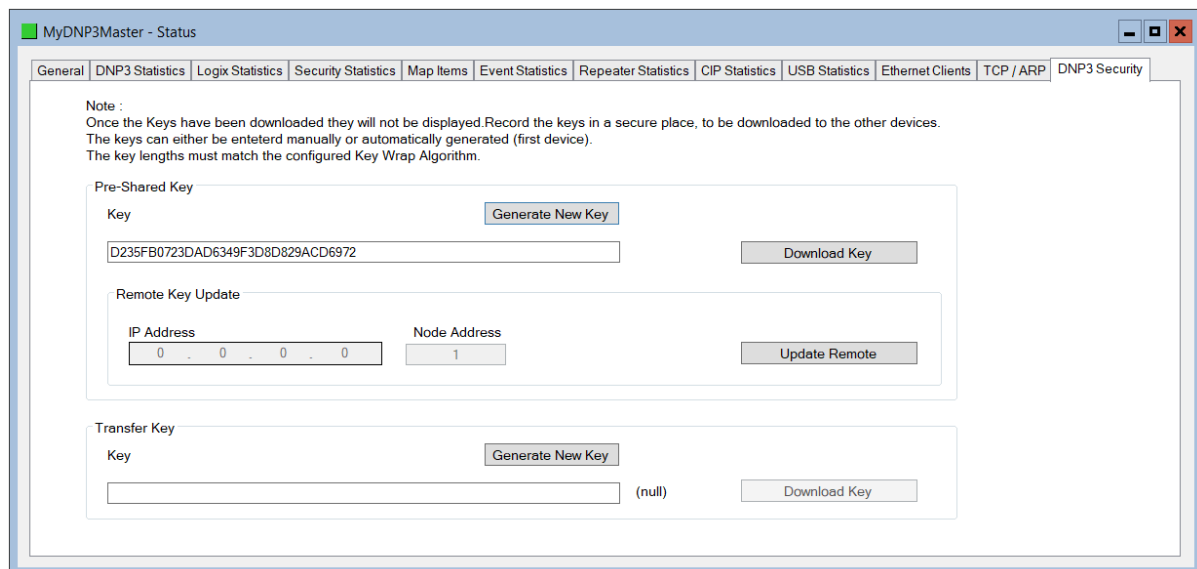 MyDNP3Master - Status
General DNP3 Statistics Logix Statistics Security Statistics Map Items Event Statistics Repeater Statistics CIP Statistics USB Statistics Ethernet Clients TCP / ARP DNP3 Security
Note :
Once the Keys have been downloaded they will not be displayed.Record the keys in a secure place, to be downloaded to the other devices.
The keys can either be enteterd manually or automatically generated (first device).
The key lengths must match the configured Key Wrap Algorithm.
Pre-Shared Key
Key Generate New Key
D235FB0723DAD6349F3D8D829ACD6972 Download Key
Remote Key Update
IP Address Node Address
0 . 0 . 0 . 0 1 Update Remote
Transfer Key
Key Generate New Key
(null) Download Key